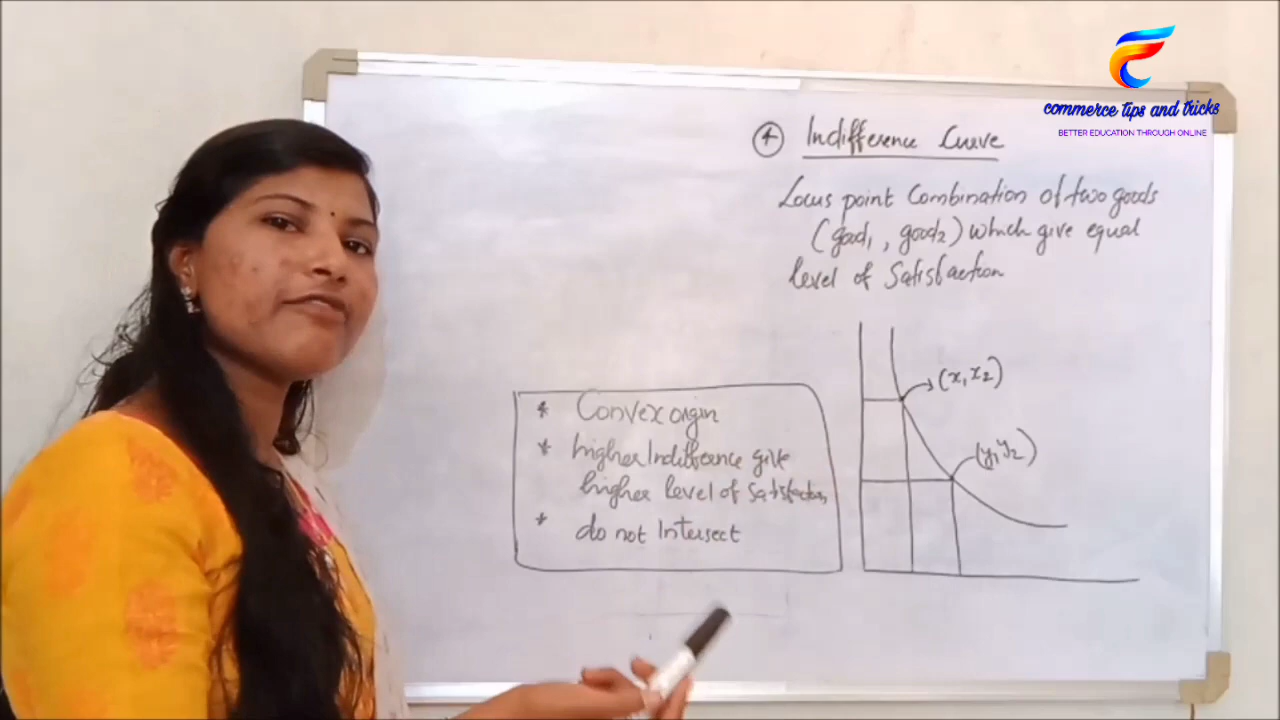 commerce tips and tricks
BETTER EDUCATION THROUGH ONLINE
4 Indifference Curve
Locus point Combination of two goods
(good1, good2) which give equal
level of Satisfaction
(x, x2)
(y, y2)
* Convex origin
* higher Indifference give
higher level of Satisfaction
* do not Intersect